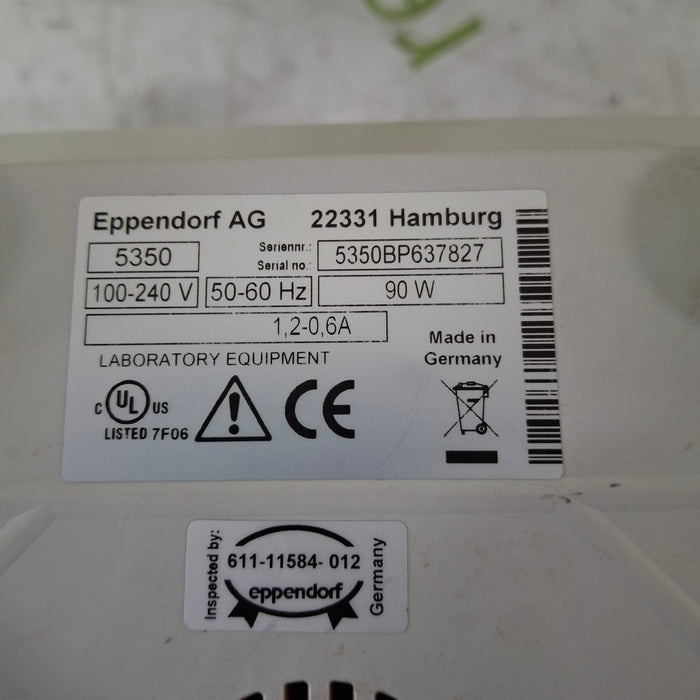 Eppendorf AG 22331 Hamburg
5350 Seriennr.: Serial no.: 5350BP637827
100-240 V 50-60 Hz 90 W
1,2-0,6A
Made in Germany
LABORATORY EQUIPMENT
C UL US
LISTED 7F06
CE
Inspected by:
611-11584-012
eppendorf
Germany